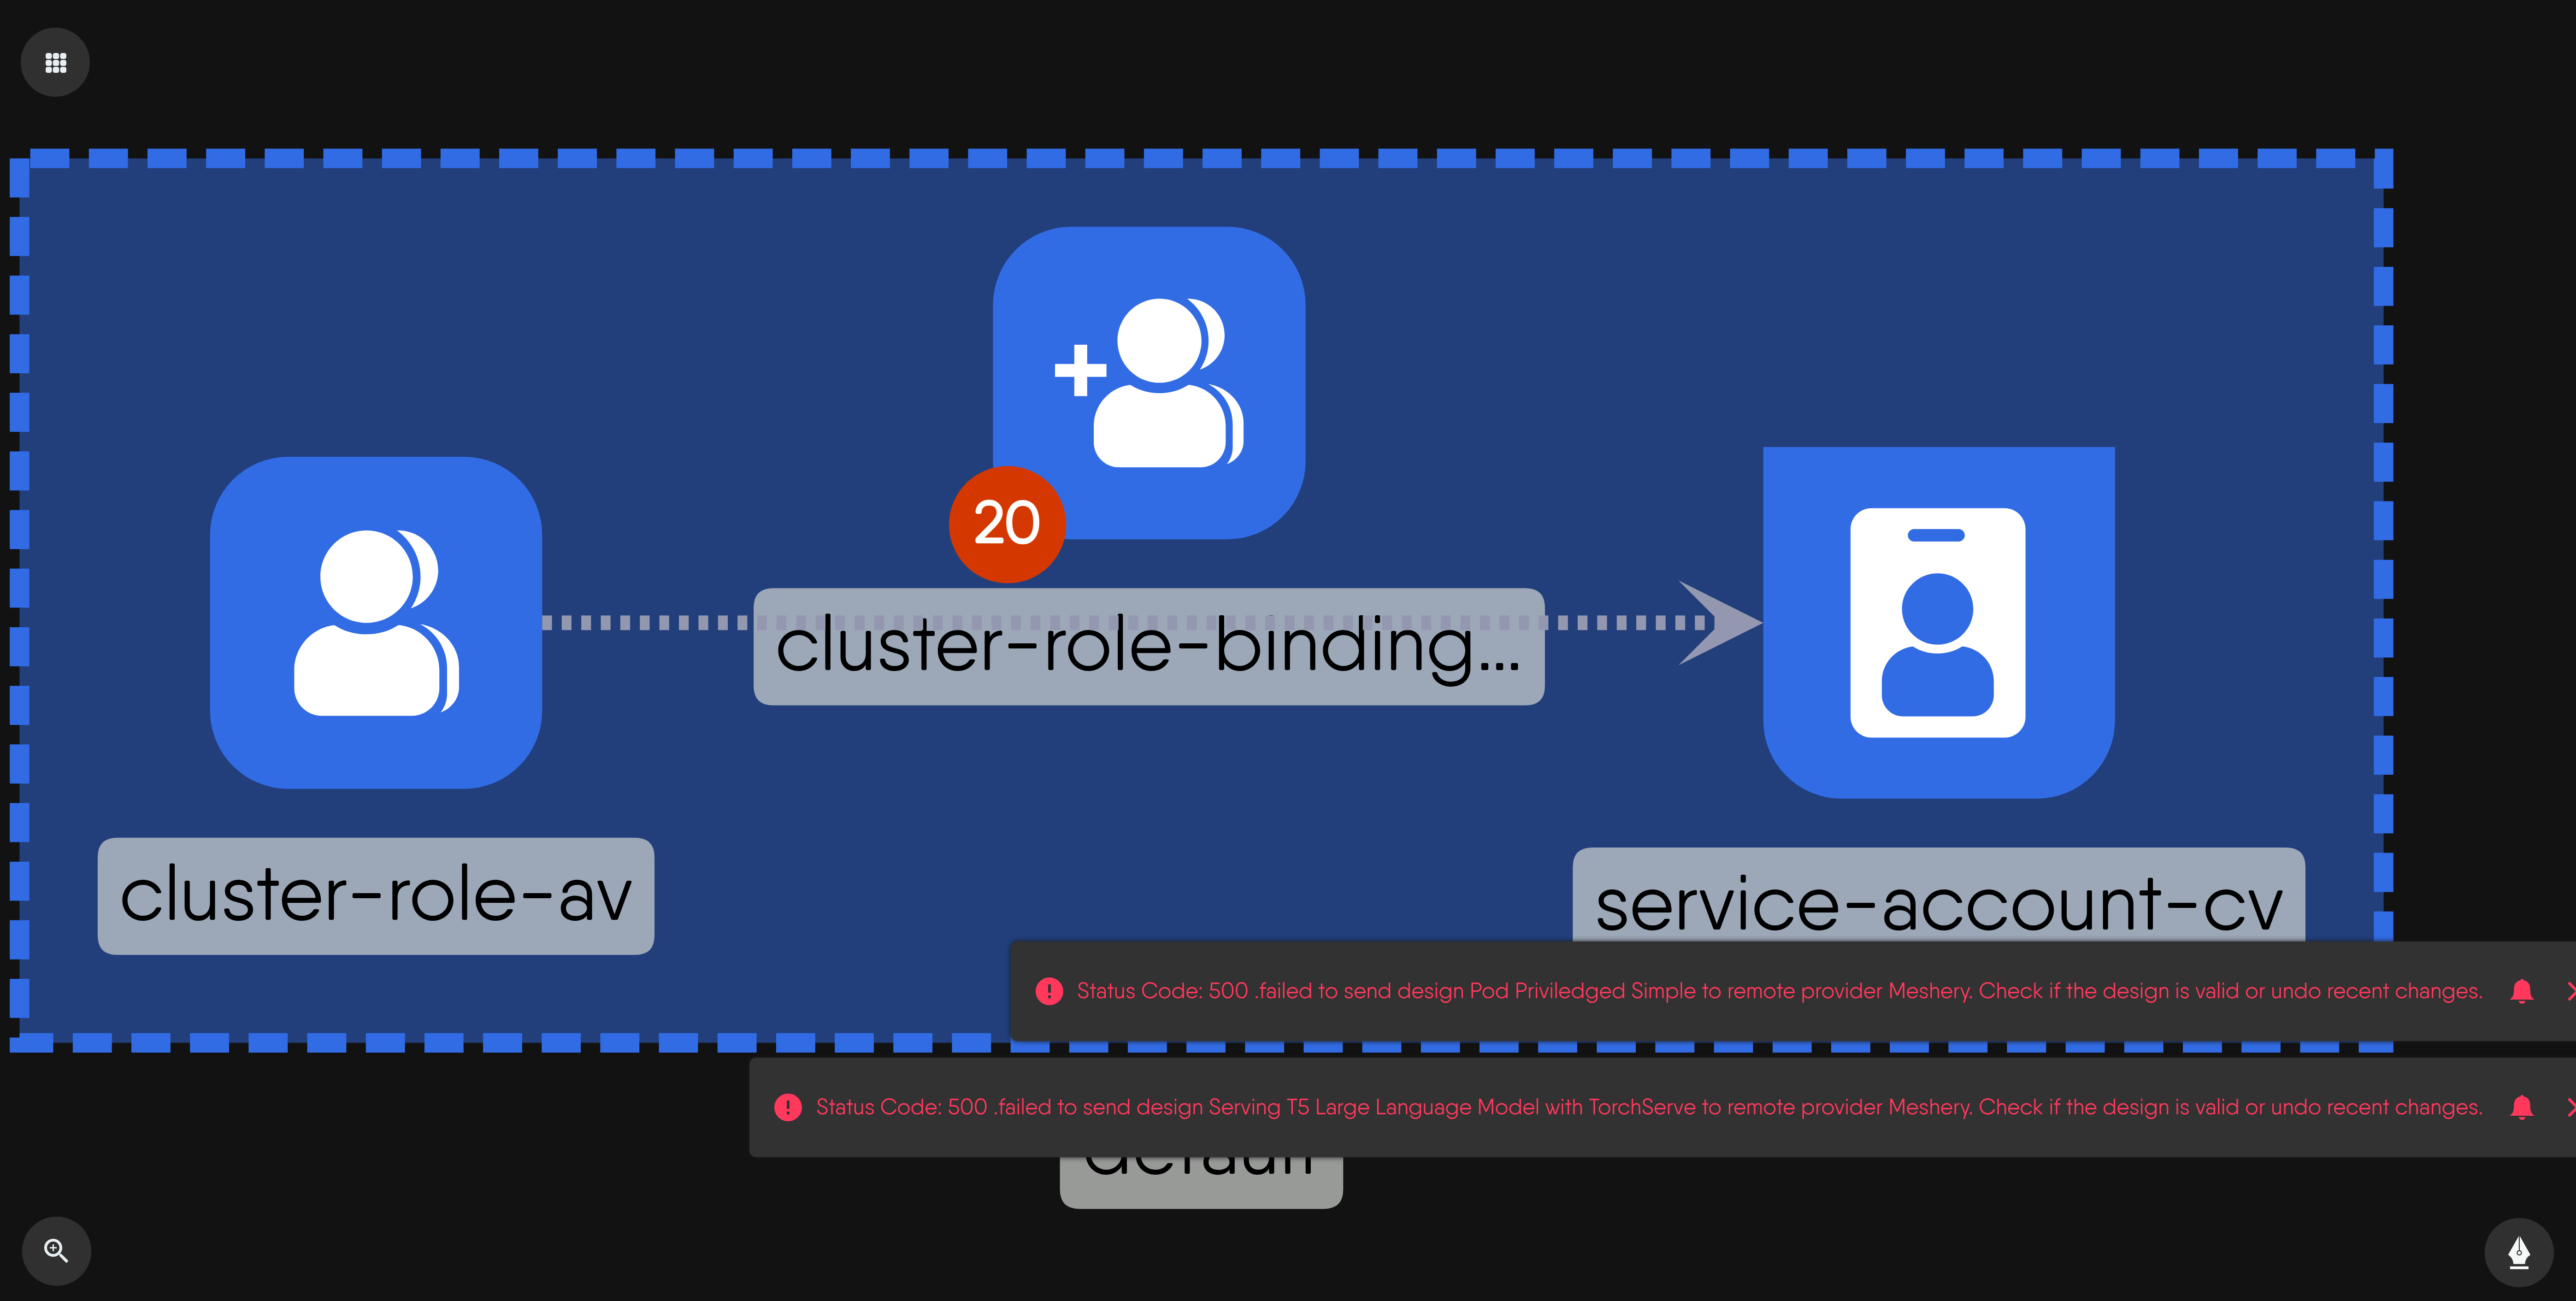 20
cluster-role-binding...
cluster-role-av
service-account-cv
Status Code: 500 .failed to send design Pod Priviledged Simple to remote provider Meshery. Check if the design is valid or undo recent changes.
Status Code: 500 .failed to send design Serving T5 Large Language Model with TorchServe to remote provider Meshery. Check if the design is valid or undo recent changes.
default